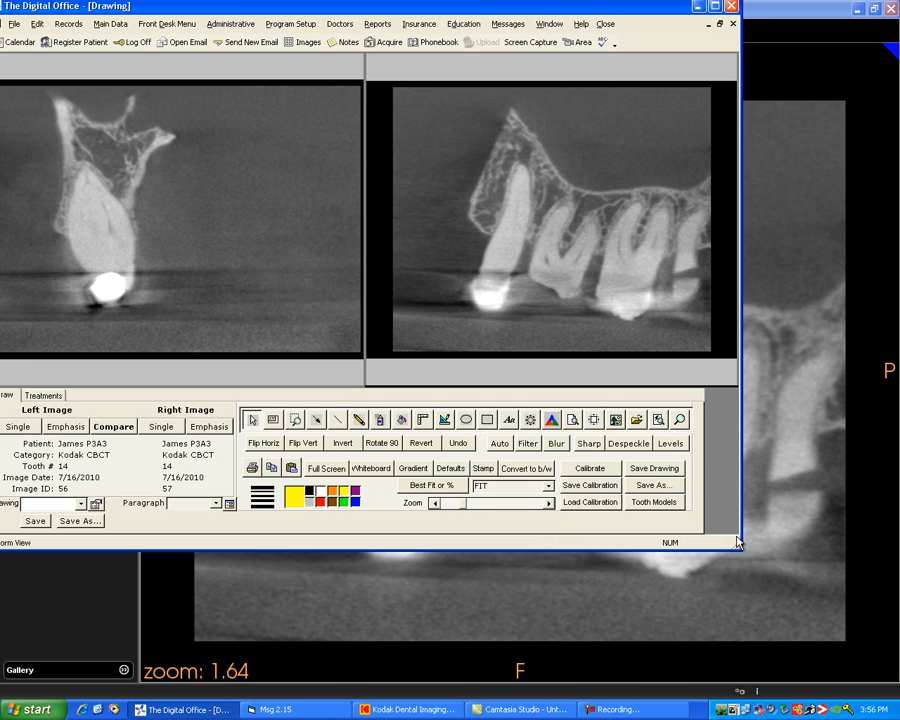 The Digital Office - [Drawing]
File Edit Records Main Data Front Desk Menu Administrative Program Setup Doctors Reports Insurance Education Messages Window Help Close
Calendar Register Patient Log Off Open Email Send New Email Images Notes Acquire Phonebook Upload Screen Capture Area
P
Treatments
Left Image Right Image
Single Emphasis Compare Single Emphasis
Patient: James P3A3 James P3A3
Category: Kodak CBCT Kodak CBCT
Tooth # 14 14
Image Date: 7/16/2010 7/16/2010
Image ID: 56 57
Paragraph
Save Save As...
Flip Horiz Flip Vert Invert Rotate 90 Revert Undo Auto Filter Blur Sharp Despeckle Levels
Full Screen Whiteboard Gradient Defaults Stamp Convert to b/w Calibrate Save Drawing
Best Fit or % FIT Save Calibration Save As...
Zoom Load Calibration Tooth Models
NUM
Gallery
zoom: 1.64
F
start The Digital Office - [D... Msg 2.15 Kodak Dental Imaging... Camtasia Studio - Unt... Recording... 3:56 PM